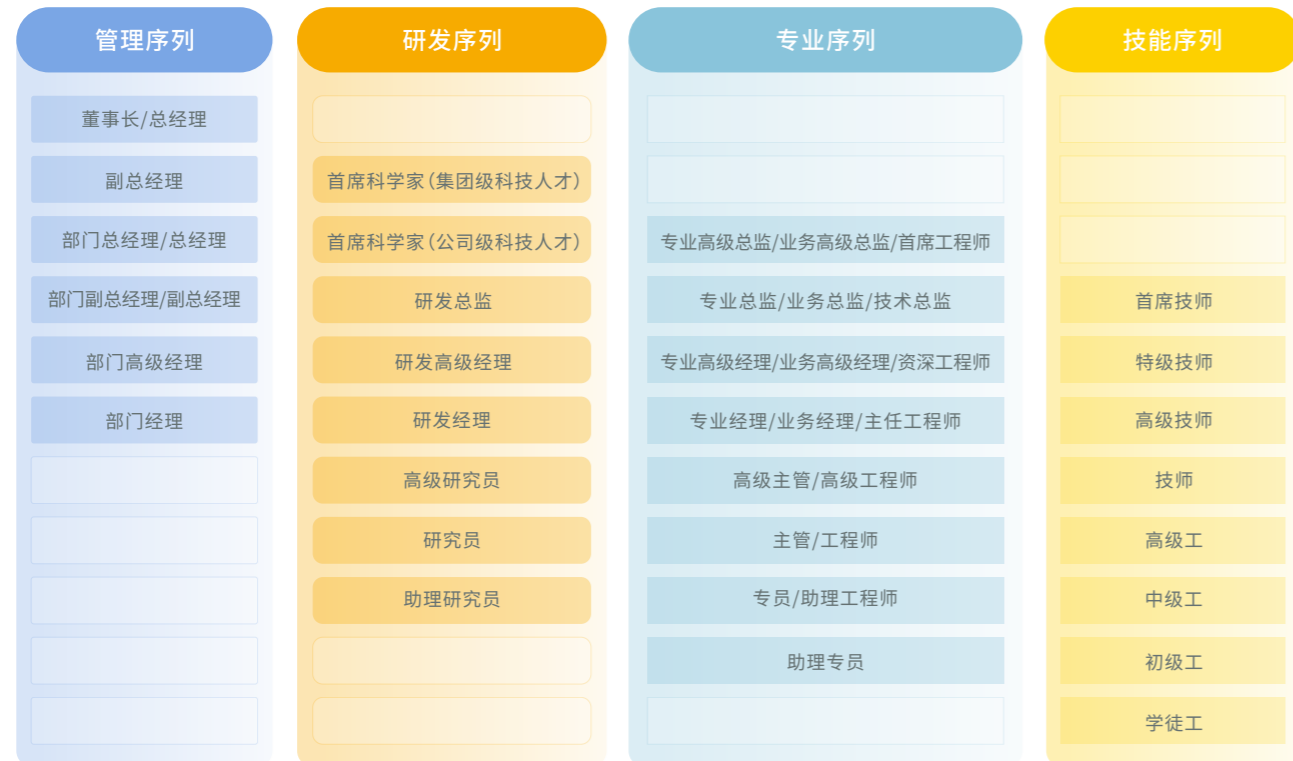 管理序列
董事长/总经理
副总经理
部门总经理/总经理
部门副总经理/副总经理
部门高级经理
部门经理
研发序列
首席科学家(集团级科技人才)
首席科学家(公司级科技人才)
研发总监
研发高级经理
研发经理
高级研究员
研究员
助理研究员
专业序列
专业高级总监/业务高级总监/首席工程师
专业总监/业务总监/技术总监
专业高级经理/业务高级经理/资深工程师
专业经理/业务经理/主任工程师
高级主管/高级工程师
主管/工程师
专员/助理工程师
助理专员
技能序列
首席技师
特级技师
高级技师
技师
高级工
中级工
初级工
学徒工